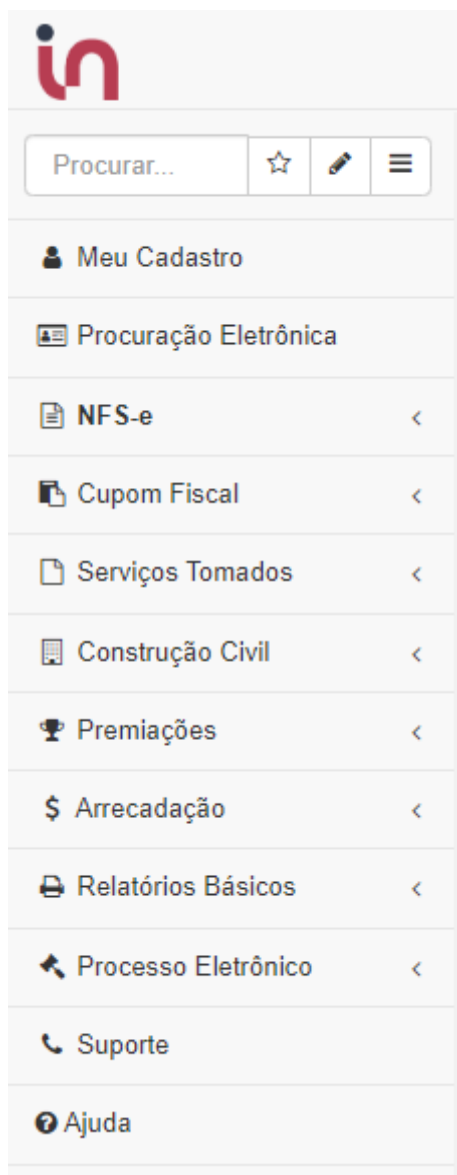 in
Procurar...
Meu Cadastro
Procuração Eletrônica
NFS-e
Cupom Fiscal
Serviços Tomados
Construção Civil
Premiações
$ Arrecadação
Relatórios Básicos
Processo Eletrônico
Suporte
Ajuda